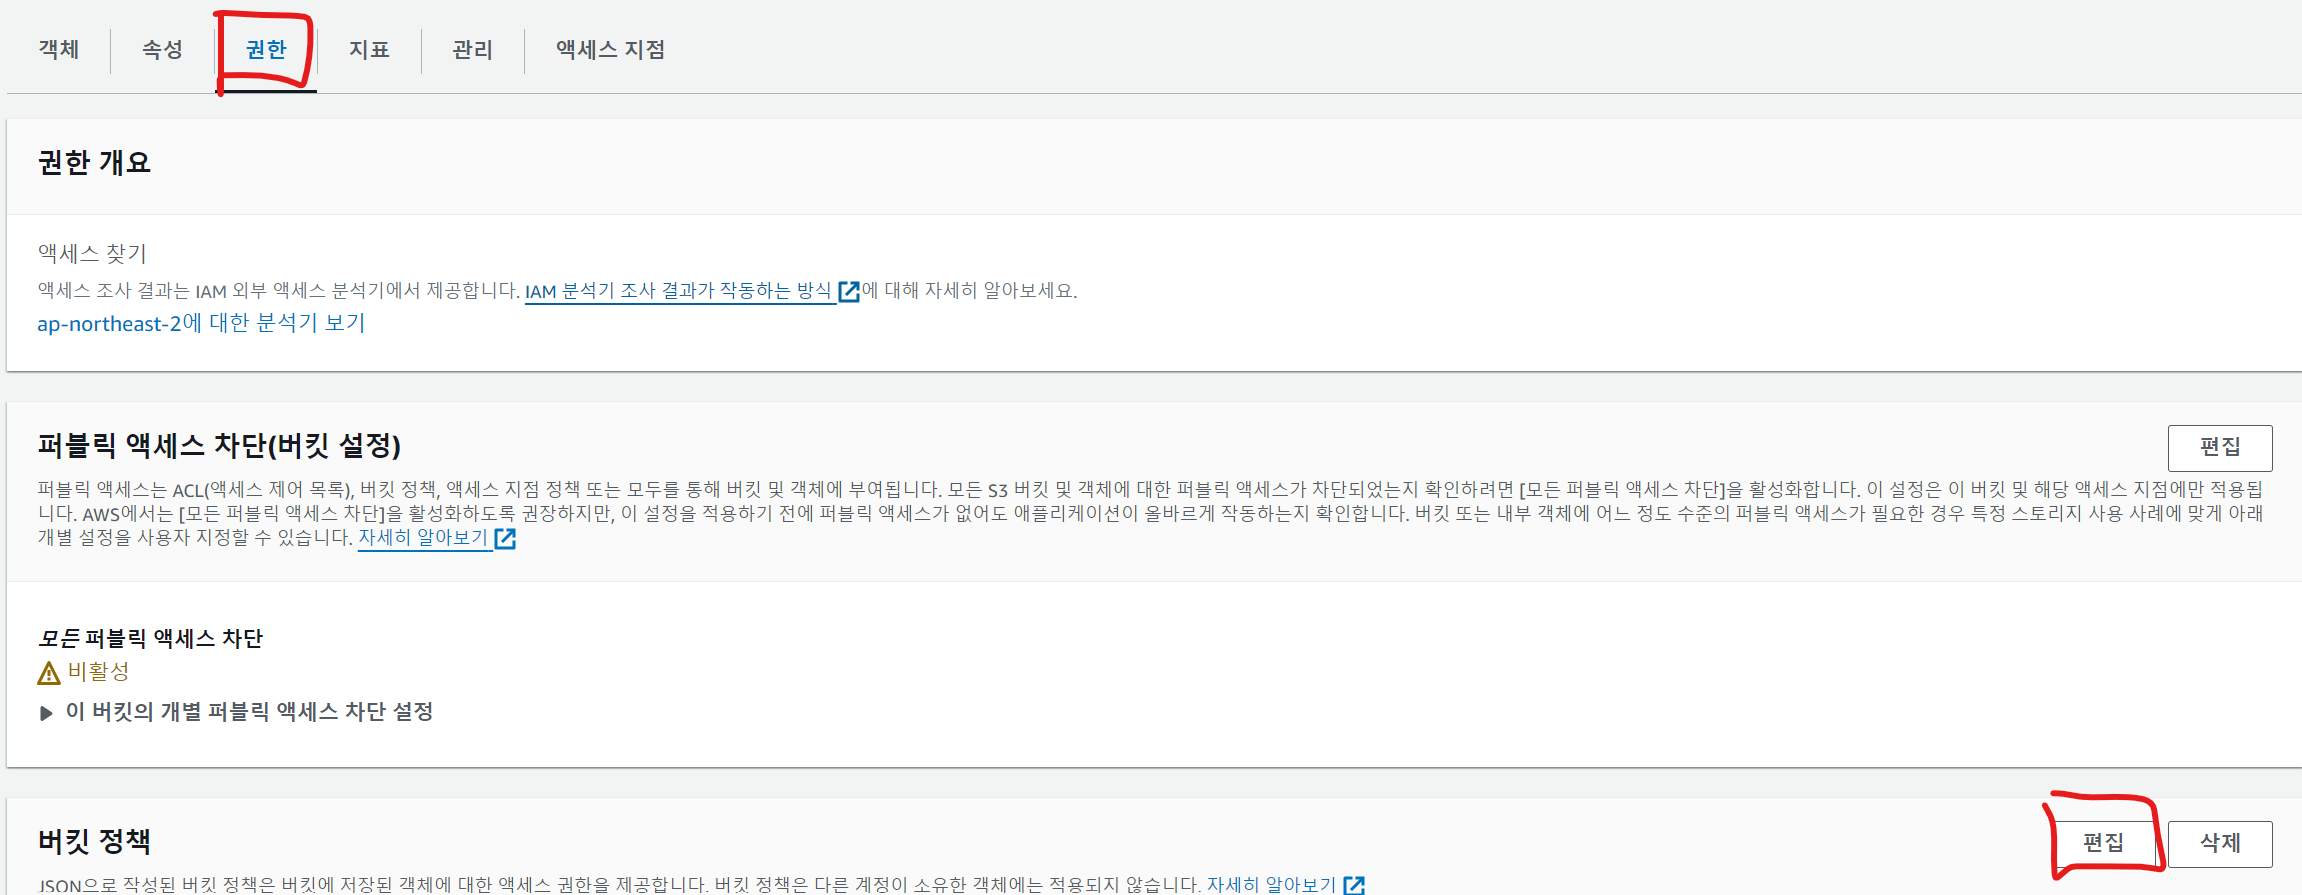 객체 속성 권한 지표 관리 액세스 지점
권한 개요
액세스 찾기
액세스 조사 결과는 IAM 외부 액세스 분석기에서 제공합니다. IAM 분석기 조사 결과가 작동하는 방식 에 대해 자세히 알아보세요.
ap-northeast-2에 대한 분석기 보기
퍼블릭 액세스 차단(버킷 설정) 편집
퍼블릭 액세스는 ACL(액세스 제어 목록), 버킷 정책, 액세스 지점 정책 또는 모두를 통해 버킷 및 객체에 부여됩니다. 모든 S3 버킷 및 객체에 대한 퍼블릭 액세스가 차단되었는지 확인하려면 [모든 퍼블릭 액세스 차단]을 활성화합니다. 이 설정은 이 버킷 및 해당 액세스 지점에만 적용됩
니다. AWS에서는 [모든 퍼블릭 액세스 차단]을 활성화하도록 권장하지만, 이 설정을 적용하기 전에 퍼블릭 액세스가 없어도 애플리케이션이 올바르게 작동하는지 확인합니다. 버킷 또는 내부 객체에 어느 정도 수준의 퍼블릭 액세스가 필요한 경우 특정 스토리지 사용 사례에 맞게 아래
개별 설정을 사용자 지정할 수 있습니다. 자세히 알아보기
모든 퍼블릭 액세스 차단
비활성
이 버킷의 개별 퍼블릭 액세스 차단 설정
버킷 정책 편집 삭제
JSON으로 작성된 버킷 정책은 버킷에 저장된 객체에 대한 액세스 권한을 제공합니다. 버킷 정책은 다른 계정이 소유한 객체에는 적용되지 않습니다. 자세히 알아보기